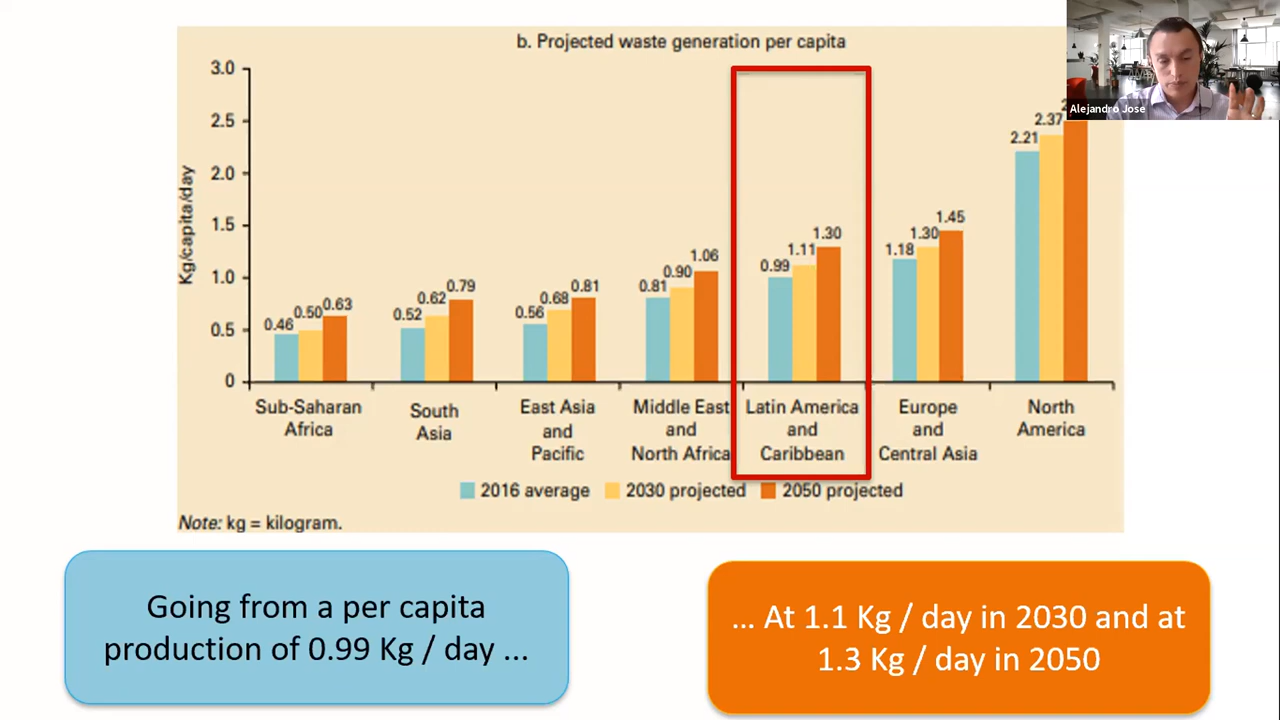 b. Projected waste generation per capita
Alejandro Jose
Kg/capita/day
3.0
2.5
2.0
1.5
1.0
0.5
0
0.46 0.50 0.63
0.52 0.62 0.79
0.56 0.68 0.81
0.81 0.90 1.06
0.99 1.11 1.30
1.18 1.30 1.45
2.21 2.37
Sub-Saharan
Africa
South
Asia
East Asia
and
Pacific
Middle East
and
North Africa
Latin America
and
Caribbean
Europe
and
Central Asia
North
America
2016 average 2030 projected 2050 projected
Note: kg = kilogram.
Going from a per capita
production of 0.99 Kg / day ...
... At 1.1 Kg / day in 2030 and at
1.3 Kg / day in 2050